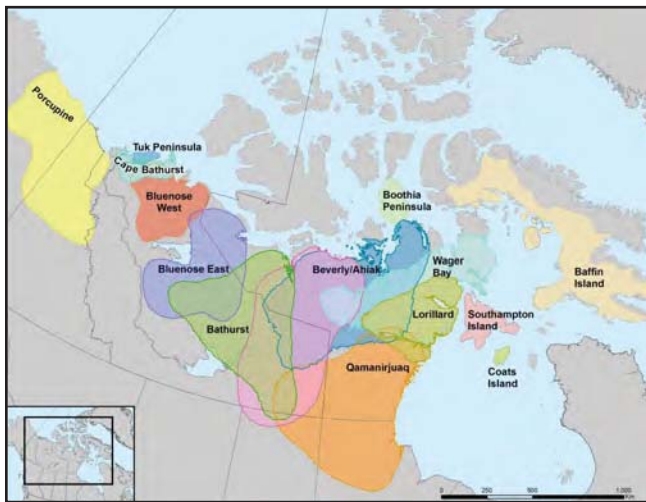 Porcupine
Tuk Peninsula
Cape Bathurst
Bluenose
West
Boothia
Peninsula
Bluenose East
Beverly/Ahiak
Wager
Bay
Baffin
Island
Bathurst
Lorillard
Southampton
Island
Qamanirjuaq
Coats
Island
0 250 500 1,000
Km